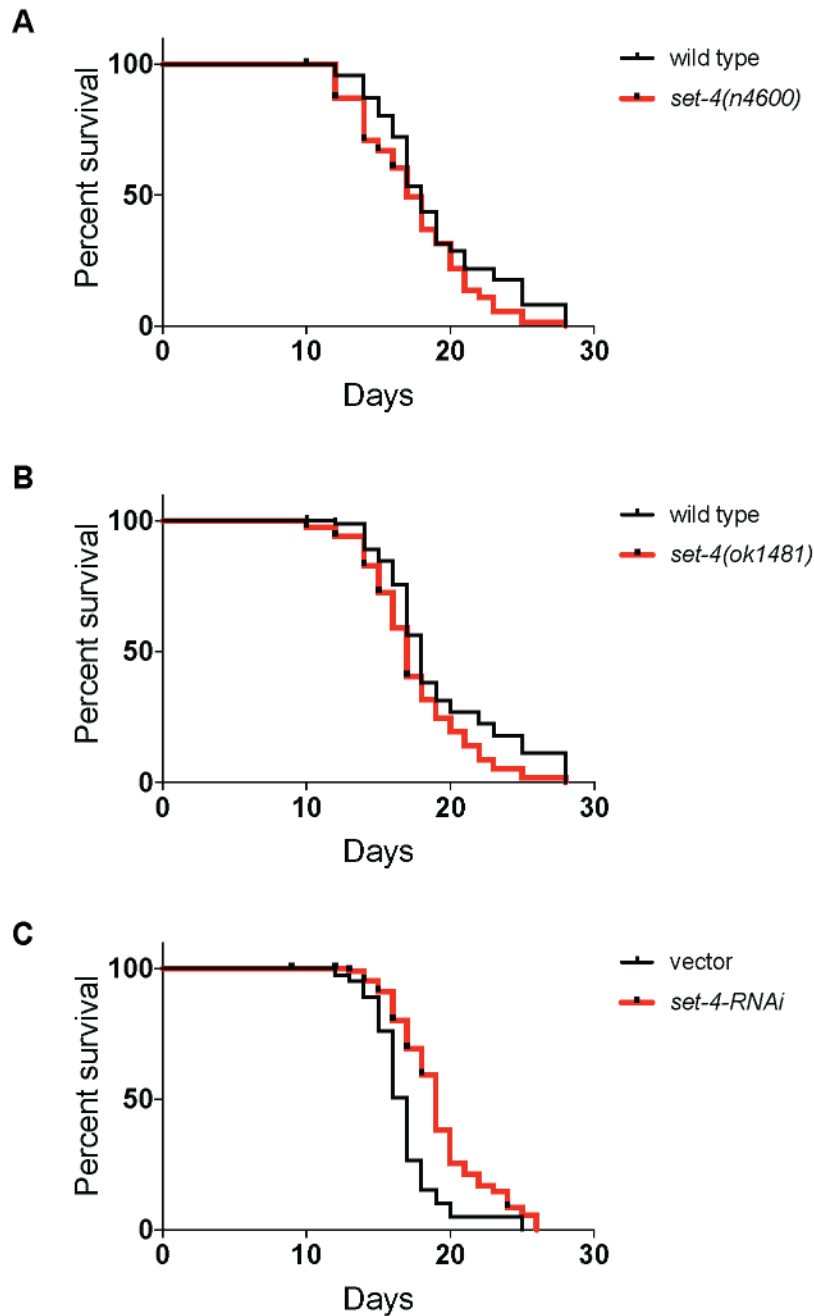 A
Percent survival
100
50
0
0 10 20 30
Days
wild type
set-4(n4600)
B
Percent survival
100
50
0
0 10 20 30
Days
wild type
set-4(ok1481)
C
Percent survival
100
50
0
0 10 20 30
Days
vector
set-4-RNAi